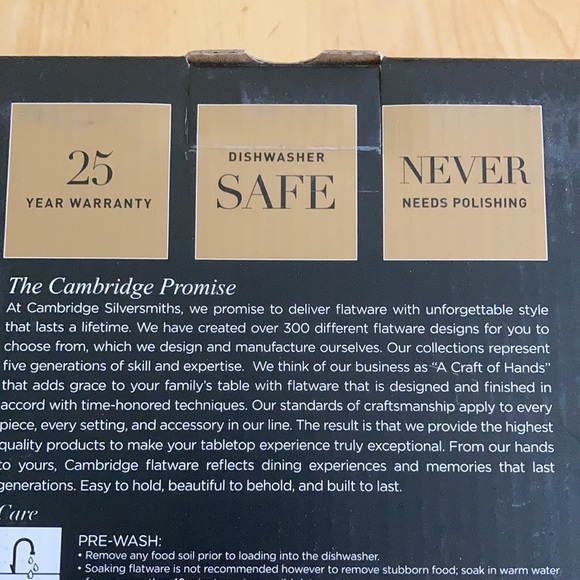 25
YEAR WARRANTY
DISHWASHER
SAFE
NEVER
NEEDS POLISHING
The Cambridge Promise
At Cambridge Silversmiths, we promise to deliver flatware with unforgettable style
that lasts a lifetime. We have created over 300 different flatware designs for you to
choose from, which we design and manufacture ourselves. Our collections represent
five generations of skill and expertise. We think of our business as "A Craft of Hands"
that adds grace to your family's table with flatware that is designed and finished in
accord with time-honored techniques. Our standards of craftsmanship apply to every
piece, every setting, and accessory in our line. The result is that we provide the highest
quality products to make your tabletop experience truly exceptional. From our hands
to yours, Cambridge flatware reflects dining experiences and memories that last
generations. Easy to hold, beautiful to behold, and built to last.
Care
PRE-WASH:
• Remove any food soil prior to loading into the dishwasher.
• Soaking flatware is not recommended however to remove stubborn food; soak in warm water